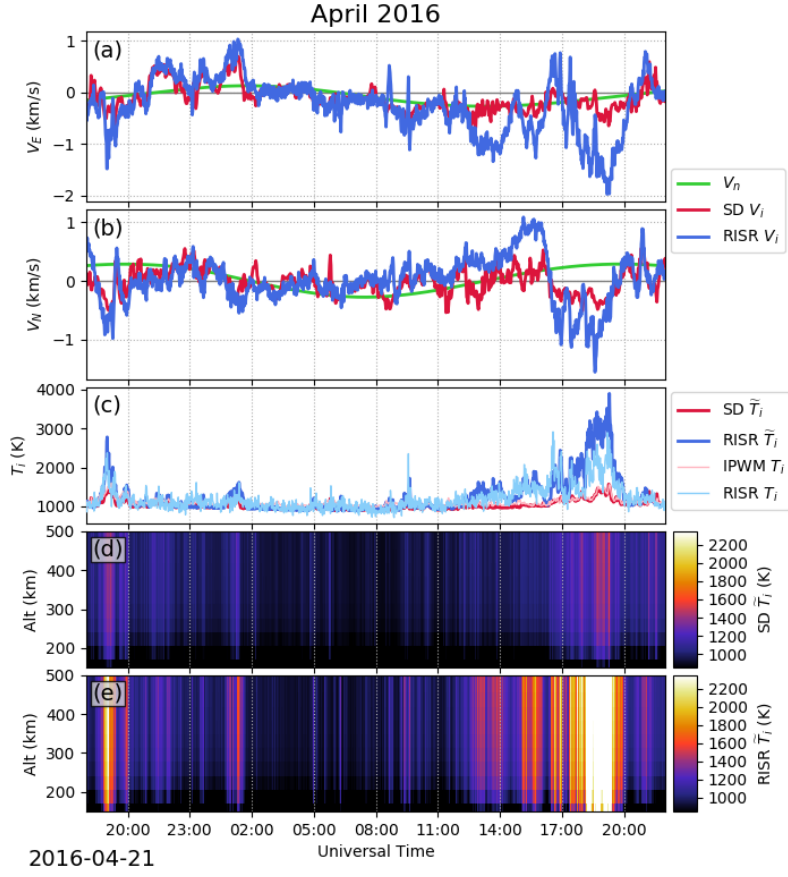 April 2016
(a)
1
0
−1
−2
V_E (km/s)
V_n
SD V_i
RISR V_i
(b)
1
0
−1
V_N (km/s)
(c)
4000
3000
2000
1000
T_i (K)
SD T̃_i
RISR T̃_i
IPWM T_i
RISR T_i
(d)
500
400
300
200
Alt (km)
2200
2000
1800
1600
1400
1200
1000
SD T̃_i (K)
(e)
500
400
300
200
Alt (km)
2200
2000
1800
1600
1400
1200
1000
RISR T̃_i (K)
20:00 23:00 02:00 05:00 08:00 11:00 14:00 17:00 20:00
Universal Time
2016-04-21